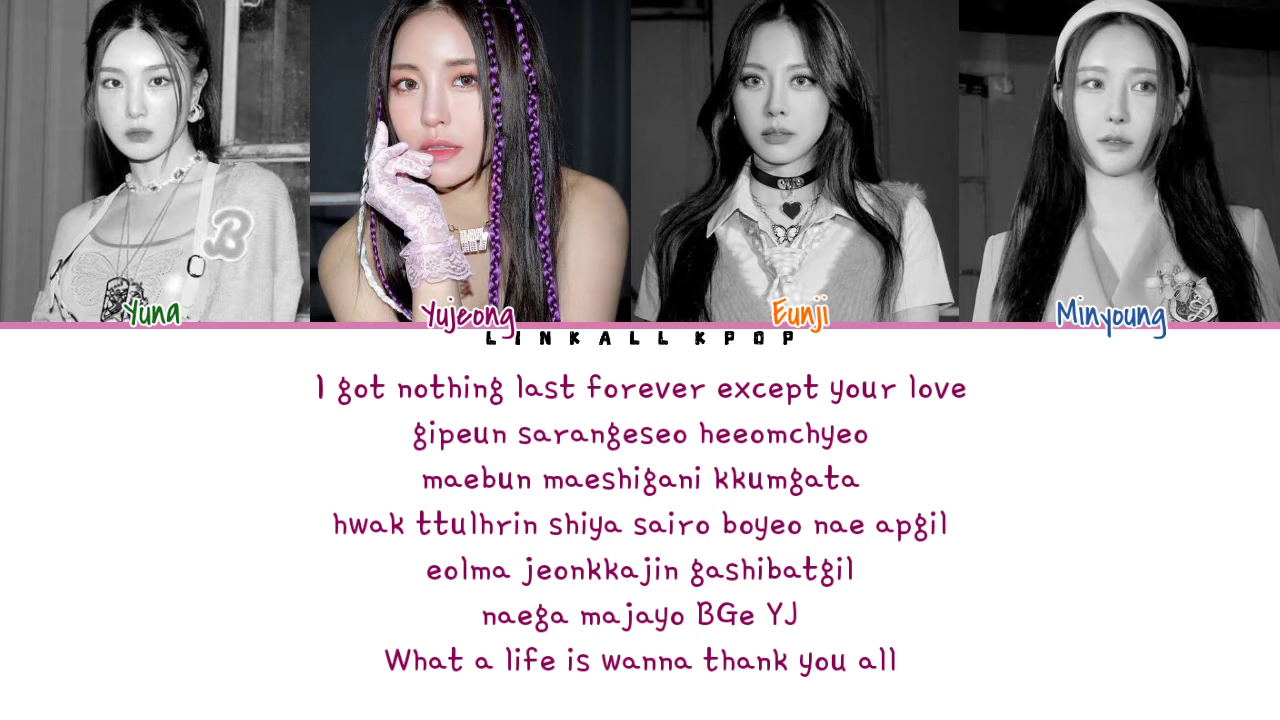 B
Yuna
Yujeong
Eunji
Minyoung
LINKALL KPOP
I got nothing last forever except your love
gipeun sarangeseo heeomchyeo
maebun maeshigani kkumgata
hwak ttulhrin shiya sairo boyeo nae apgil
eolma jeonkkajin gashibatgil
naega majayo BGe YJ
What a life is wanna thank you all